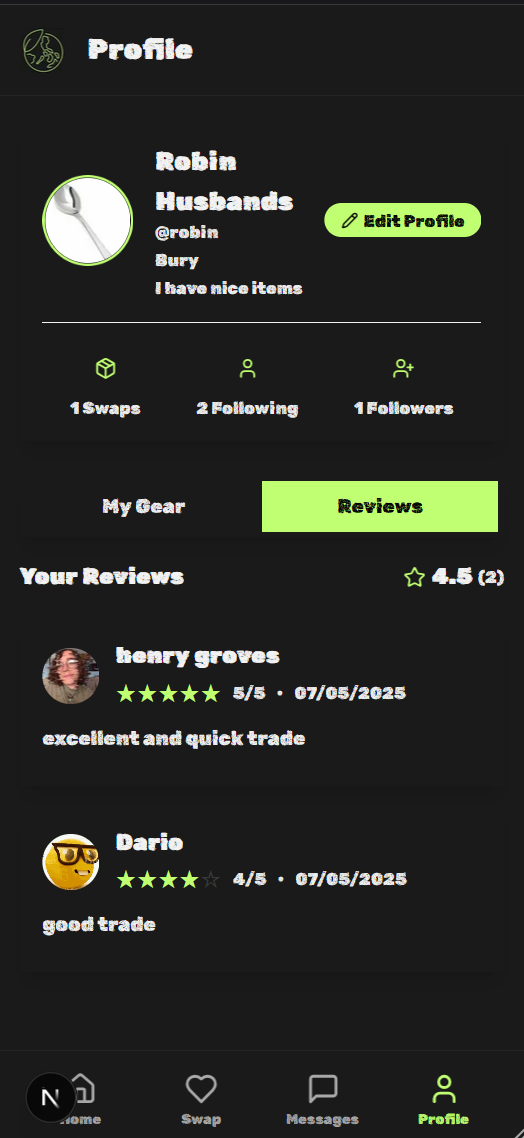 Profile
Robin
Husbands
Edit Profile
@robin
Bury
I have nice items
1 Swaps
2 Following
1 Followers
My Gear
Reviews
Your Reviews
4.5 (2)
henry groves
5/5 • 07/05/2025
excellent and quick trade
Dario
4/5 • 07/05/2025
good trade
N
Home
Swap
Messages
Profile